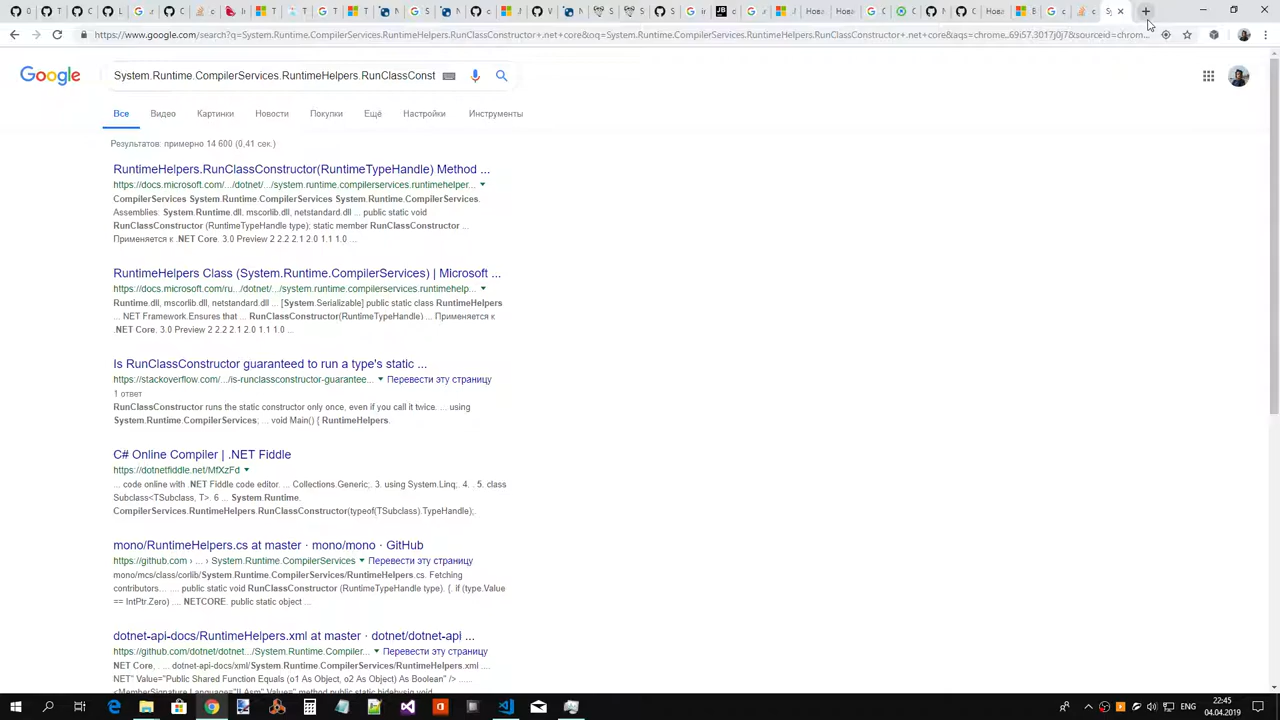 https://www.google.com/search?q=System.Runtime.CompilerServices.RuntimeHelpers.RunClassConstructor+.net+core&oq=System.Runtime.CompilerServices.RuntimeHelpers.RunClassConstructor+.net+core&aqs=chrome..69i57.3017j0j7&sourceid=chrom...
Google
System.Runtime.CompilerServices.RuntimeHelpers.RunClassConst
Все Видео Картинки Новости Покупки Ещё Настройки Инструменты
Результатов: примерно 14 600 (0,41 сек.)
RuntimeHelpers.RunClassConstructor(RuntimeTypeHandle) Method ...
https://docs.microsoft.com/.../dotnet/.../system.runtime.compilerservices.runtimehelper...
CompilerServices System.Runtime.CompilerServices System.Runtime.CompilerServices.
Assemblies: System.Runtime.dll, mscorlib.dll, netstandard.dll ... public static void
RunClassConstructor (RuntimeTypeHandle type); static member RunClassConstructor ...
Применяется к .NET Core. 3.0 Preview 2 2.2 2.1 2.0 1.1 1.0 ...
RuntimeHelpers Class (System.Runtime.CompilerServices) | Microsoft ...
https://docs.microsoft.com/ru.../dotnet/.../system.runtime.compilerservices.runtimehelp...
Runtime.dll, mscorlib.dll, netstandard.dll ... [System.Serializable] public static class RuntimeHelpers
... NET Framework Ensures that ... RunClassConstructor(RuntimeTypeHandle) ... Применяется к
.NET Core. 3.0 Preview 2 2.2 2.1 2.0 1.1 1.0 ...
Is RunClassConstructor guaranteed to run a type's static ...
https://stackoverflow.com/.../is-runclassconstructor-guarantee... Перевести эту страницу
1 ответ
RunClassConstructor runs the static constructor only once, even if you call it twice. ... using
System.Runtime.CompilerServices; ... void Main() { RuntimeHelpers.
C# Online Compiler | .NET Fiddle
https://dotnetfiddle.net/MfXzFd
... code online with .NET Fiddle code editor. ... Collections.Generic;. 3. using System.Linq;. 4. . 5. class
Subclass<TSubclass, T>. 6 ... System.Runtime.
CompilerServices.RuntimeHelpers.RunClassConstructor(typeof(TSubclass).TypeHandle);.
mono/RuntimeHelpers.cs at master · mono/mono · GitHub
https://github.com › ... › System.Runtime.CompilerServices Перевести эту страницу
mono/mcs/class/corlib/System.Runtime.CompilerServices/RuntimeHelpers.cs. Fetching
contributors… .... public static void RunClassConstructor (RuntimeTypeHandle type). {. if (type.Value
== IntPtr.Zero) .... NETCORE. public static object ...
dotnet-api-docs/RuntimeHelpers.xml at master · dotnet/dotnet-api ...
https://github.com/dotnet/dotnet.../System.Runtime.Compiler... Перевести эту страницу
NET Core, . ... dotnet-api-docs/xml/System.Runtime.CompilerServices/RuntimeHelpers.xml ....
NET" Value="Public Shared Function Equals (o1 As Object, o2 As Object) As Boolean" /> ......
ENG
22:45
04.04.2019